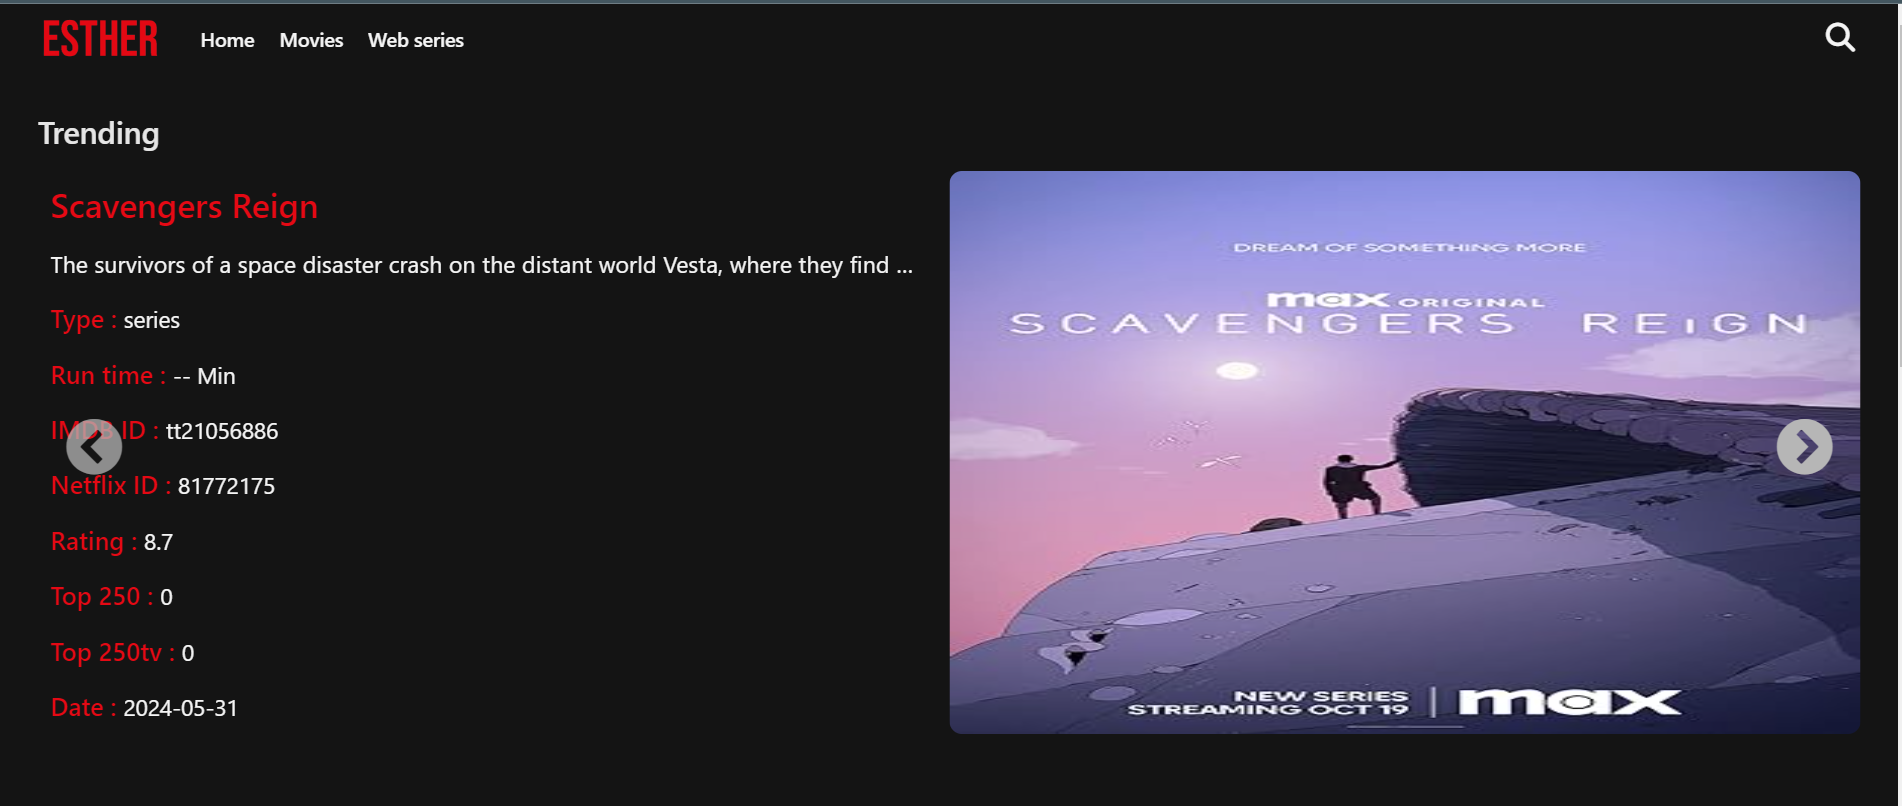 ESTHER Home Movies Web series
Trending
Scavengers Reign
The survivors of a space disaster crash on the distant world Vesta, where they find ...
Type : series
Run time : -- Min
IMDB ID : tt21056886
Netflix ID : 81772175
Rating : 8.7
Top 250 : 0
Top 250tv : 0
Date : 2024-05-31
DREAM OF SOMETHING MORE
max ORIGINAL
SCAVENGERS REIGN
NEW SERIES
STREAMING OCT 19 | max